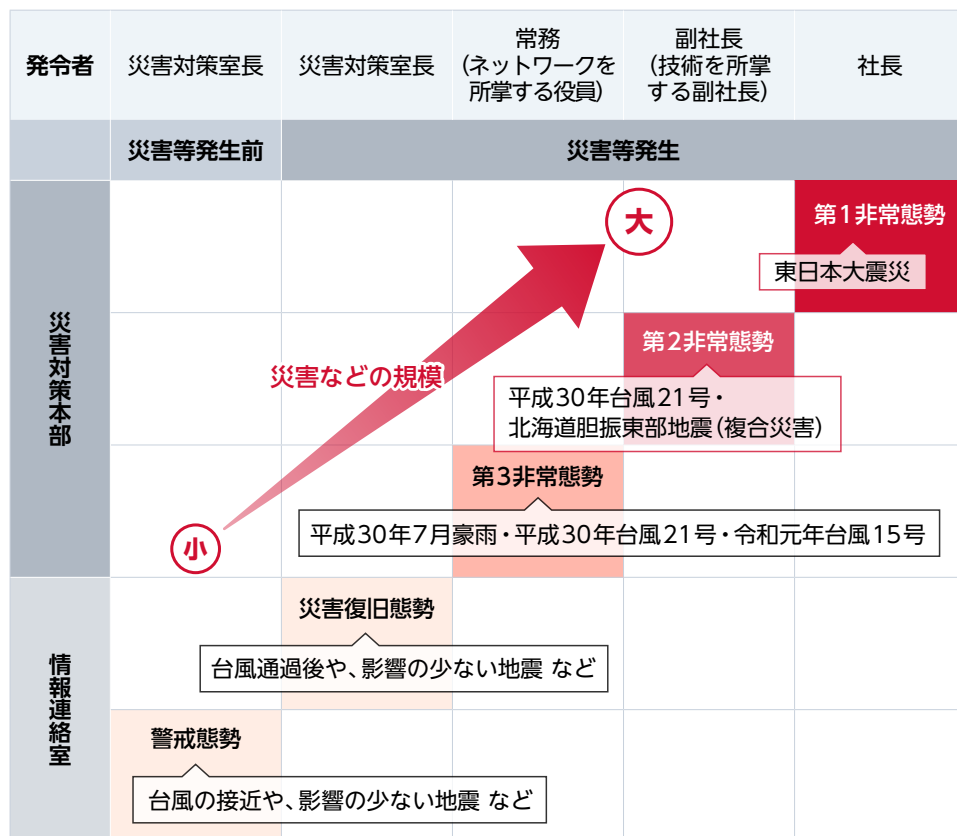 発令者
災害対策室長
災害対策室長
常務
(ネットワークを
所掌する役員)
副社長
(技術を所掌
する副社長)
社長
災害等発生前
災害等発生
災害対策本部
大
第1非常態勢
東日本大震災
第2非常態勢
平成30年台風21号・
北海道胆振東部地震(複合災害)
災害などの規模
第3非常態勢
平成30年7月豪雨・平成30年台風21号・令和元年台風15号
小
情報連絡室
災害復旧態勢
台風通過後や、影響の少ない地震 など
警戒態勢
台風の接近や、影響の少ない地震 など